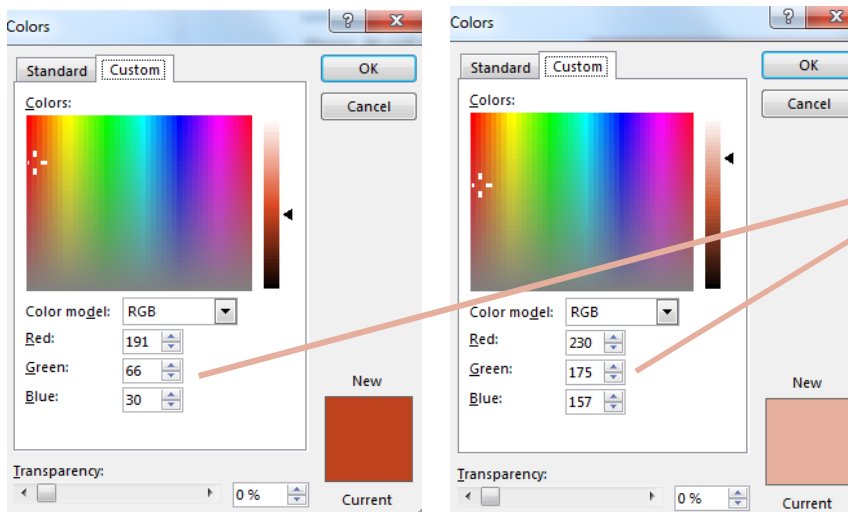 Colors
Standard Custom
OK
Cancel
Colors:
Color model: RGB
Red: 191
Green: 66
Blue: 30
New
Transparency:
0 %
Current
Colors
Standard Custom
OK
Cancel
Colors:
Color model: RGB
Red: 230
Green: 175
Blue: 157
New
Transparency:
0 %
Current